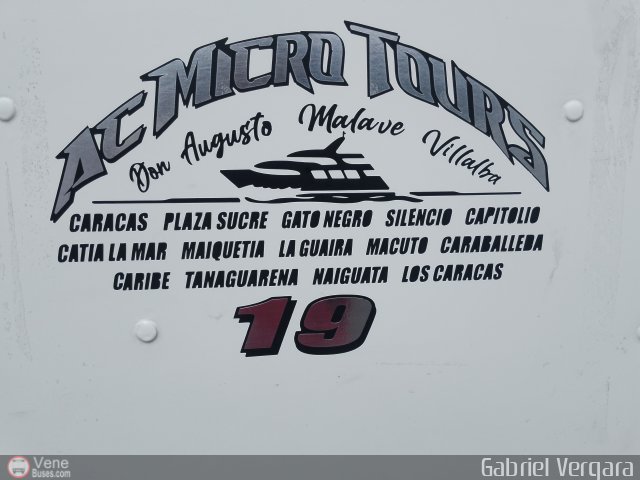 AC MICRO TOURS
Don Augusto Malave Villalba
CARACAS PLAZA SUCRE GATO NEGRO SILENCIO CAPITOLIO
CATIA LA MAR MAIQUETIA LA GUAIRA MACUTO CARABALLEDA
CARIBE TANAGUARENA NAIGUATA LOS CARACAS
19
Vene
Buses.com
Gabriel Vergara